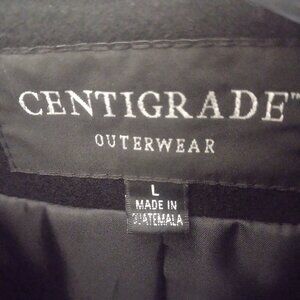 CENTIGRADE™
OUTERWEAR
L
MADE IN
GUATEMALA